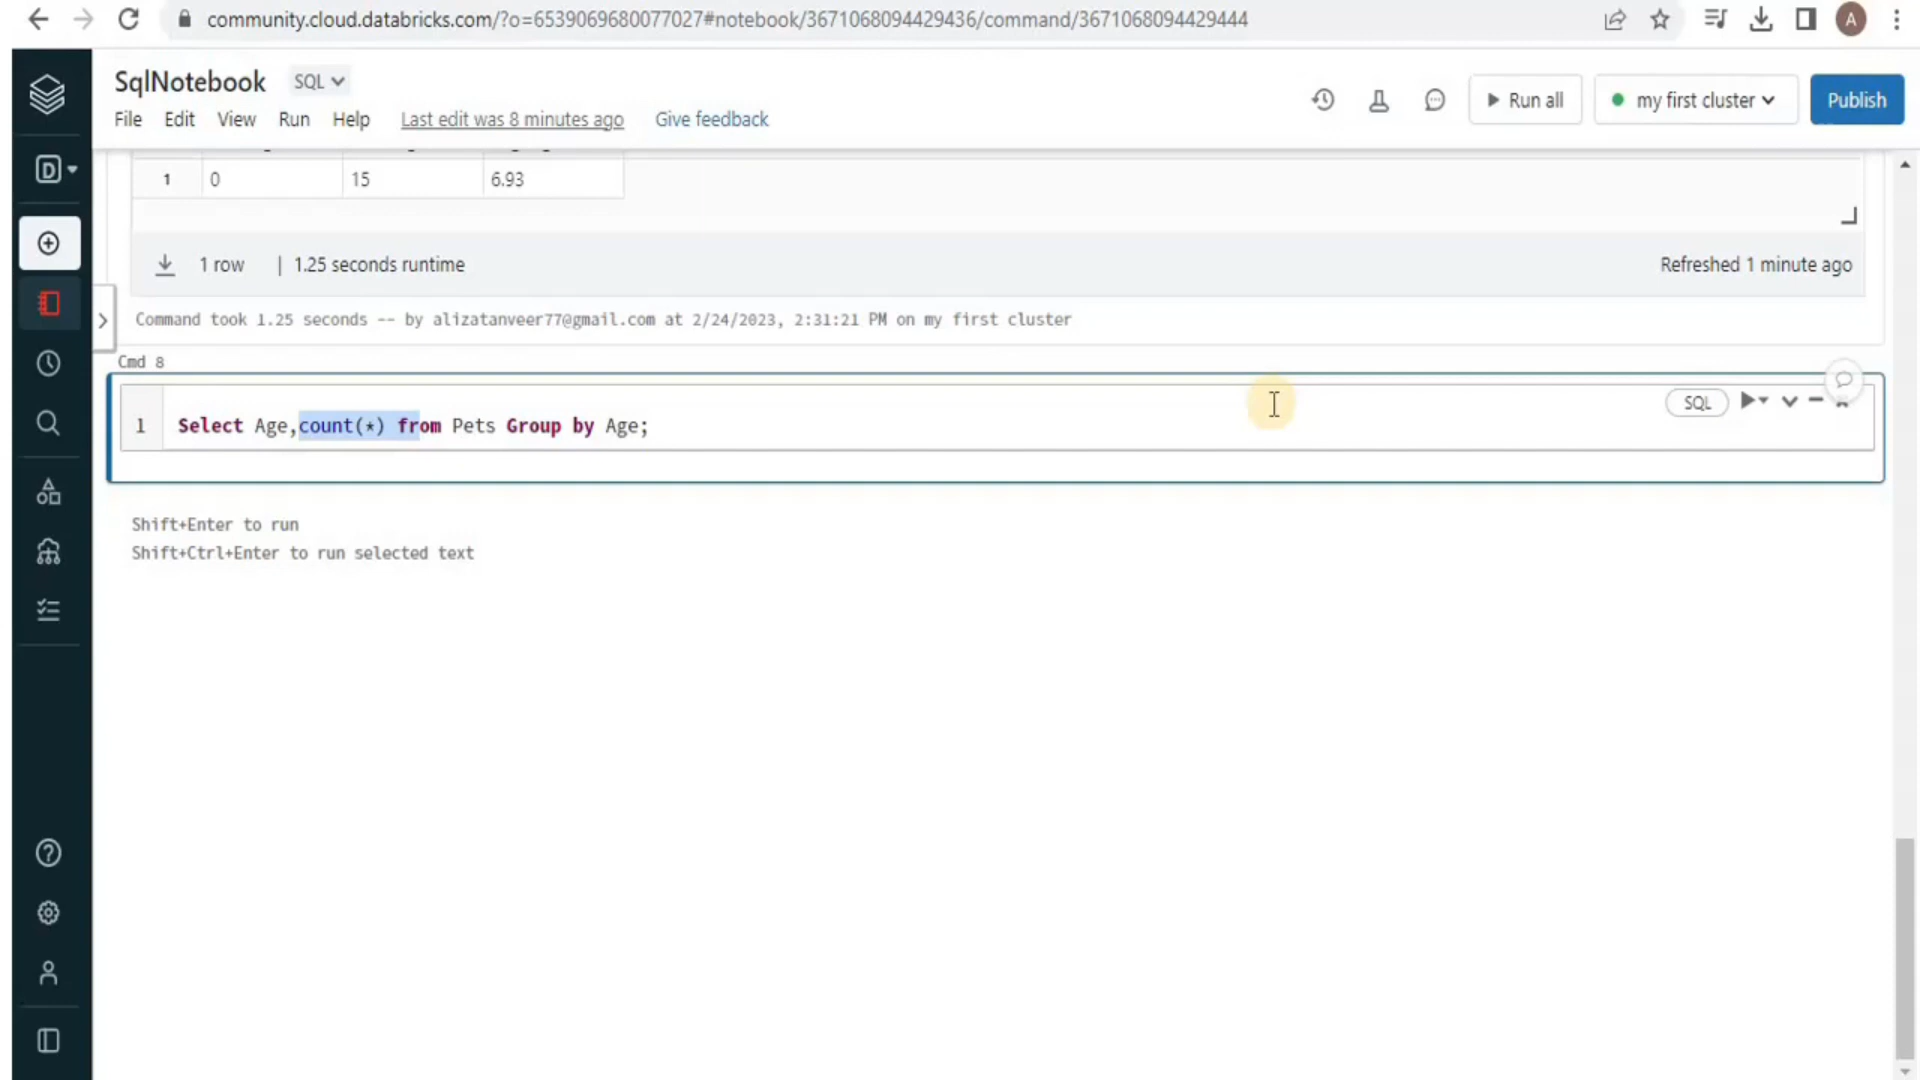 community.cloud.databricks.com/?o=6539069680077027#notebook/3671068094429436/command/3671068094429444
A
SqlNotebook SQL
File Edit View Run Help Last edit was 8 minutes ago Give feedback
Run all my first cluster Publish
D
1 0 15 6.93
1 row | 1.25 seconds runtime Refreshed 1 minute ago
Command took 1.25 seconds -- by alizatanveer77@gmail.com at 2/24/2023, 2:31:21 PM on my first cluster
Cmd 8
SQL
1 Select Age,count(*) from Pets Group by Age;
Shift+Enter to run
Shift+Ctrl+Enter to run selected text